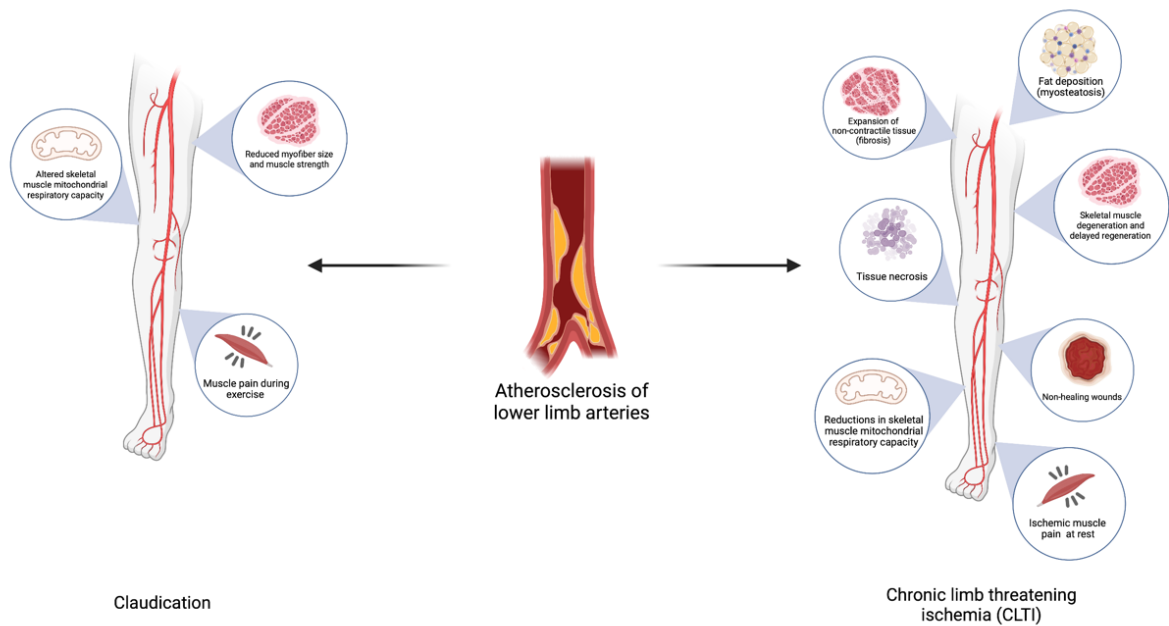 Altered skeletal
muscle mitochondrial
respiratory capacity
Reduced myofiber size
and muscle strength
Muscle pain during
exercise
Claudication
Atherosclerosis of
lower limb arteries
Fat deposition
(myosteatosis)
Expansion of
non-contractile tissue
(fibrosis)
Skeletal muscle
degeneration and
delayed regeneration
Tissue necrosis
Non-healing wounds
Reductions in skeletal
muscle mitochondrial
respiratory capacity
Ischemic muscle
pain at rest
Chronic limb threatening
ischemia (CLTI)